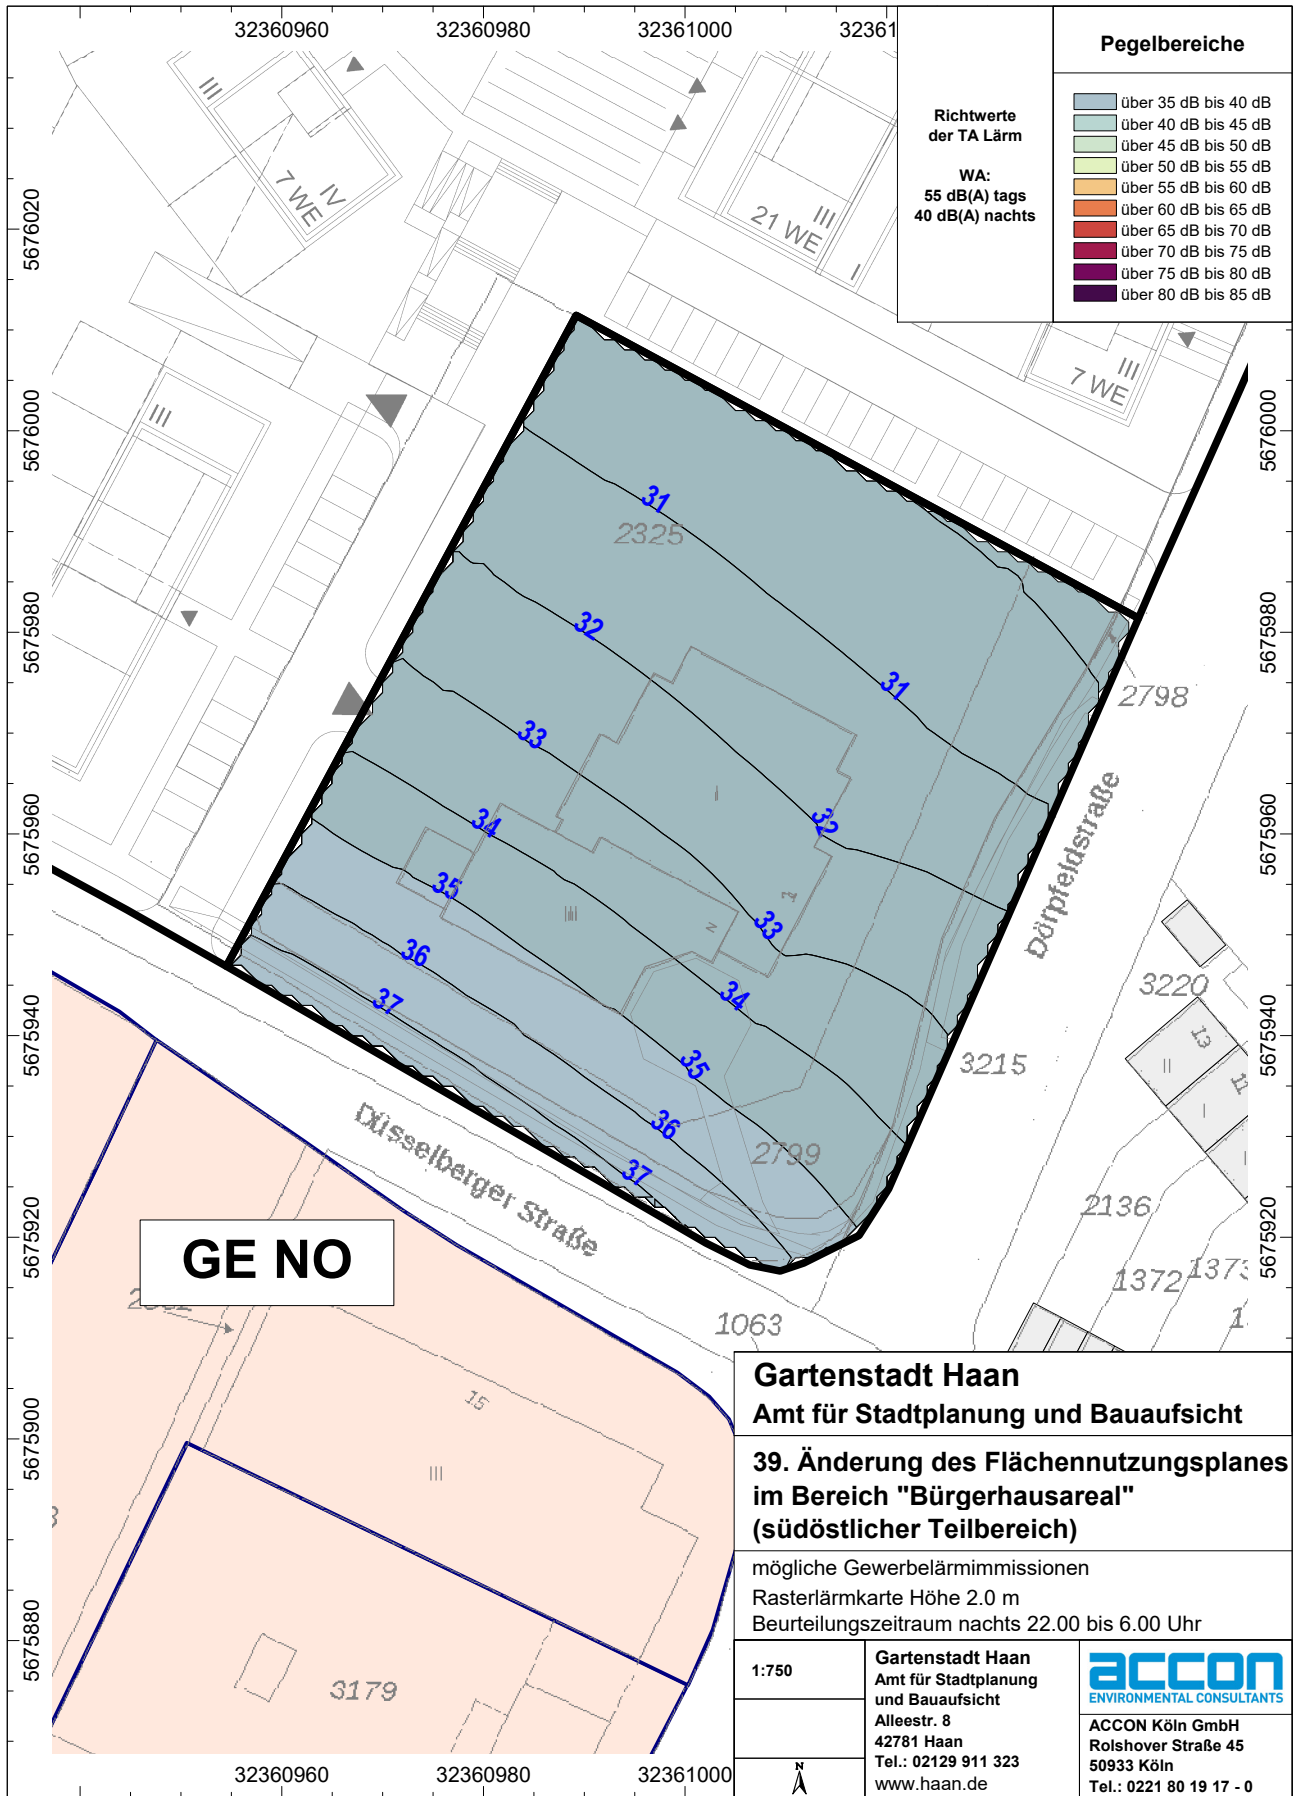 32360960
32360980
32361000
32361
Pegelbereiche
Richtwerte
der TA Lärm
WA:
55 dB(A) tags
40 dB(A) nachts
über 35 dB bis 40 dB
über 40 dB bis 45 dB
über 45 dB bis 50 dB
über 50 dB bis 55 dB
über 55 dB bis 60 dB
über 60 dB bis 65 dB
über 65 dB bis 70 dB
über 70 dB bis 75 dB
über 75 dB bis 80 dB
über 80 dB bis 85 dB
III
7 WE
IV
21 WE
III
I
7 WE
III
III
5676020
5676000
5675980
5675960
5675940
5675920
5675900
5675880
5676000
5675980
5675960
5675940
5675920
31
2325
32
31
33
2798
34
32
35
33
36
37
34
35
36
37
2799
Dörpfeldstraße
3220
13
II
I
3215
2136
1372
1373
1063
Düsselberger Straße
GE NO
15
III
3179
Gartenstadt Haan
Amt für Stadtplanung und Bauaufsicht
39. Änderung des Flächennutzungsplanes
im Bereich "Bürgerhausareal"
(südöstlicher Teilbereich)
mögliche Gewerbelärmimmissionen
Rasterlärmkarte Höhe 2.0 m
Beurteilungszeitraum nachts 22.00 bis 6.00 Uhr
1:750
N
Gartenstadt Haan
Amt für Stadtplanung
und Bauaufsicht
Alleestr. 8
42781 Haan
Tel.: 02129 911 323
www.haan.de
accon
ENVIRONMENTAL CONSULTANTS
ACCON Köln GmbH
Rolshover Straße 45
50933 Köln
Tel.: 0221 80 19 17 - 0
32360960
32360980
32361000